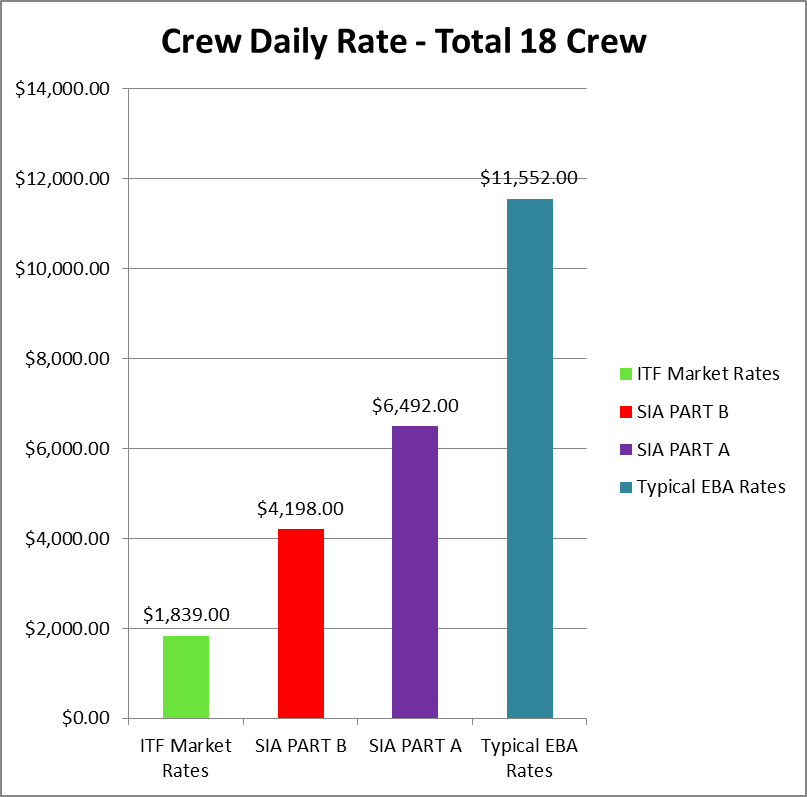 Crew Daily Rate - Total 18 Crew
$14,000.00
$12,000.00
$10,000.00
$8,000.00
$6,000.00
$4,000.00
$2,000.00
$0.00
$1,839.00
$4,198.00
$6,492.00
$11,552.00
ITF Market
Rates
SIA PART B
SIA PART A
Typical EBA
Rates
ITF Market Rates
SIA PART B
SIA PART A
Typical EBA Rates